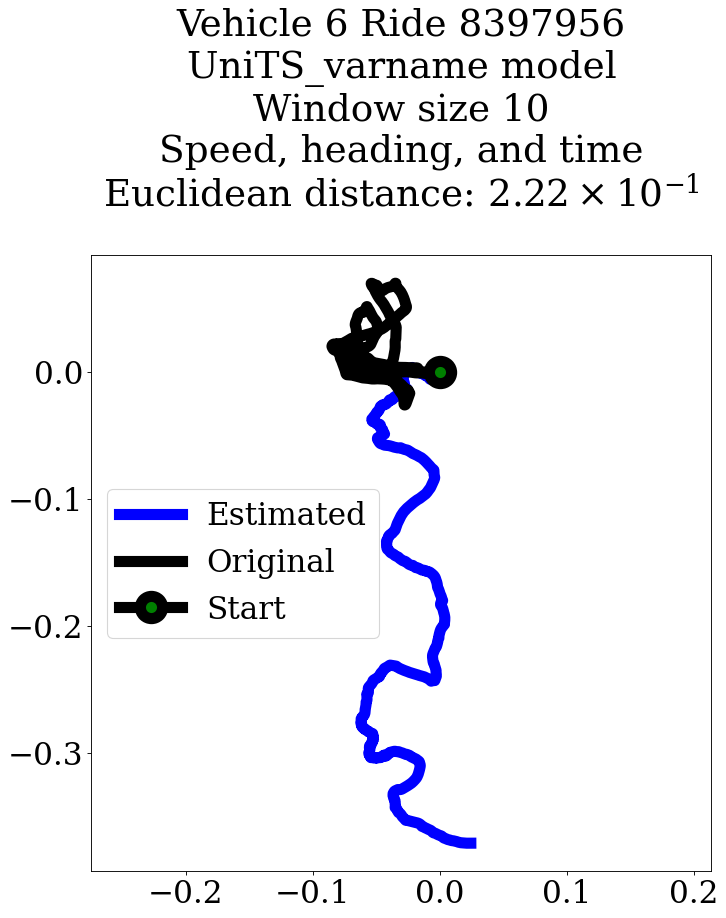 Vehicle 6 Ride 8397956
UniTS_varname model
Window size 10
Speed, heading, and time
Euclidean distance: $2.22 \times 10^{-1}$
0.0
−0.1
−0.2
−0.3
Estimated
Original
Start
−0.2 −0.1 0.0 0.1 0.2